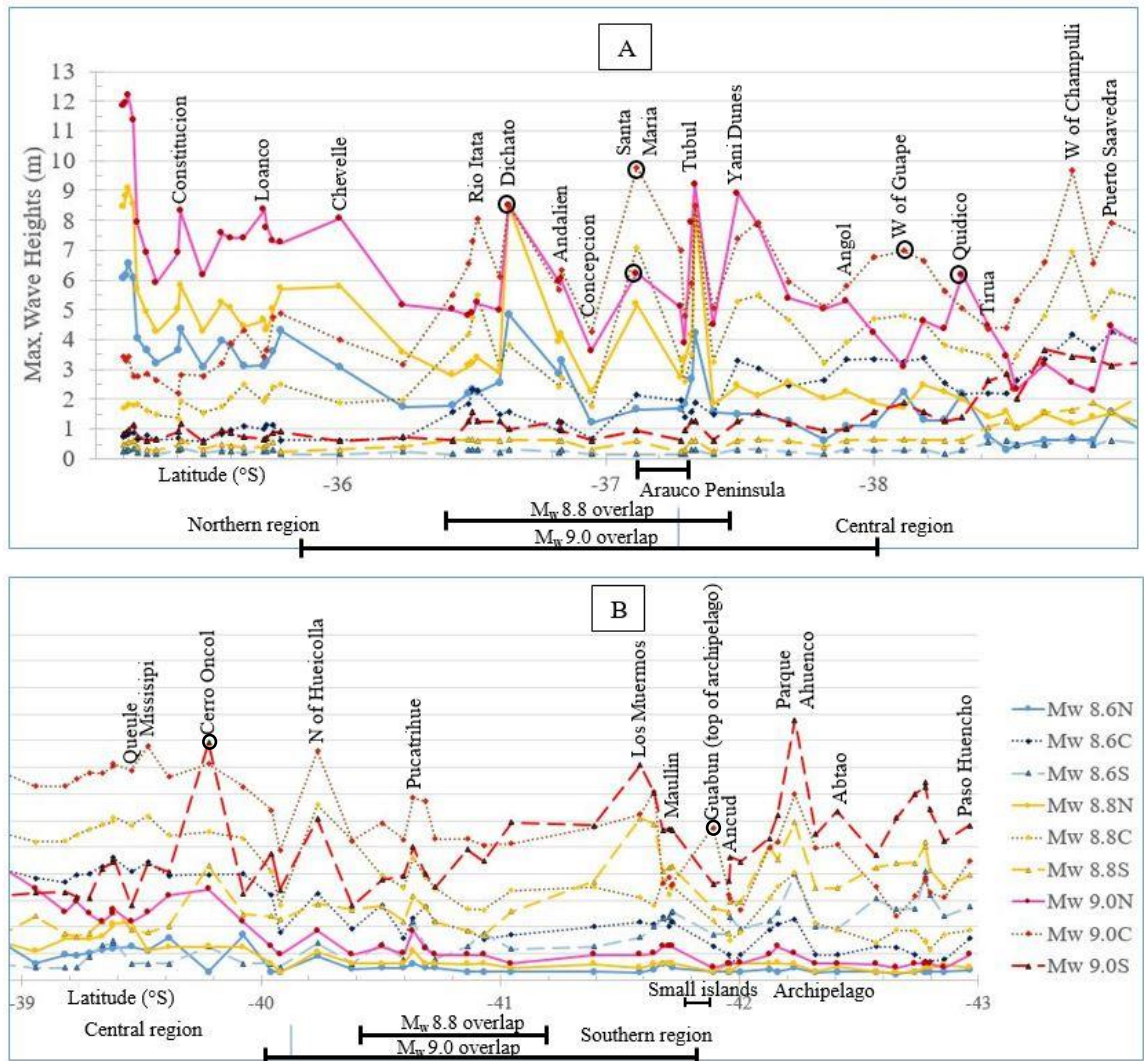 A
Max, Wave Heights (m)
13
12
11
10
9
8
7
6
5
4
3
2
1
0
Constitucion
Loanco
Chevelle
Rio Itata
Dichato
Andalien
Concepcion
Santa
Maria
Tubul
Yani Dunes
Angol
W of Guape
Quidico
Tirua
W of Champulli
Puerto Saavedra
Latitude (°S)
-36
-37
-38
Arauco Peninsula
Mw 8.8 overlap
Northern region
Central region
Mw 9.0 overlap
B
Queule
Missisipi
Cerro Oncol
N of Hueicolla
Pucatrihue
Los Muermos
Maullin
Guabun (top of archipelago)
Ancud
Parque
Ahuenco
Abtao
Paso Huencho
Mw 8.6N
Mw 8.6C
Mw 8.6S
Mw 8.8N
Mw 8.8C
Mw 8.8S
Mw 9.0N
Mw 9.0C
Mw 9.0S
-39
Latitude (°S)
-40
-41
Small islands
-42
Archipelago
-43
Central region
Mw 8.8 overlap
Southern region
Mw 9.0 overlap